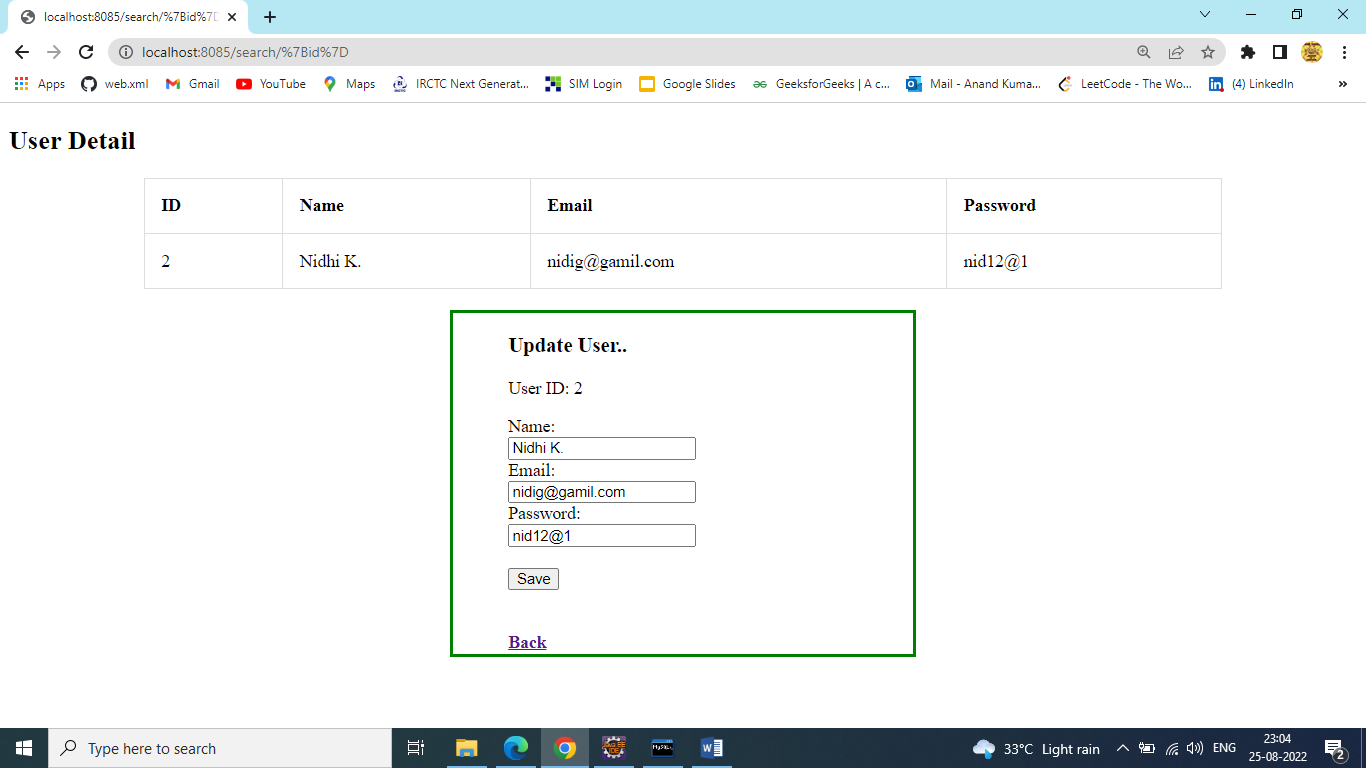 localhost:8085/search/%7Bid%7D
localhost:8085/search/%7Bid%7D
Apps web.xml Gmail YouTube Maps IRCTC Next Generat... SIM Login Google Slides GeeksforGeeks | A c... Mail - Anand Kuma... LeetCode - The Wo... (4) LinkedIn »
User Detail
ID Name Email Password
2 Nidhi K. nidig@gamil.com nid12@1
Update User..
User ID: 2
Name:
Nidhi K.
Email:
nidig@gamil.com
Password:
nid12@1
Save
Back
Type here to search
33°C Light rain
ENG
23:04
25-08-2022
2